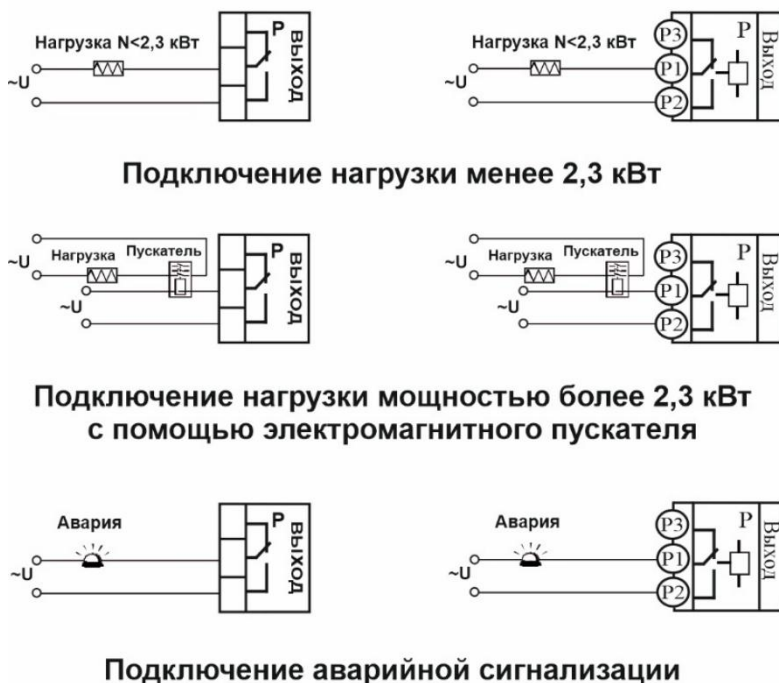 Нагрузка N<2,3 кВт
~U
P
ВЫХОД
Нагрузка N<2,3 кВт
~U
P3
P1
P2
P
Выход
Подключение нагрузки менее 2,3 кВт
~U
Нагрузка
Пускатель
~U
P
ВЫХОД
~U
Нагрузка
Пускатель
~U
P3
P1
P2
P
Выход
Подключение нагрузки мощностью более 2,3 кВт
с помощью электромагнитного пускателя
Авария
~U
P
ВЫХОД
Авария
~U
P3
P1
P2
P
Выход
Подключение аварийной сигнализации